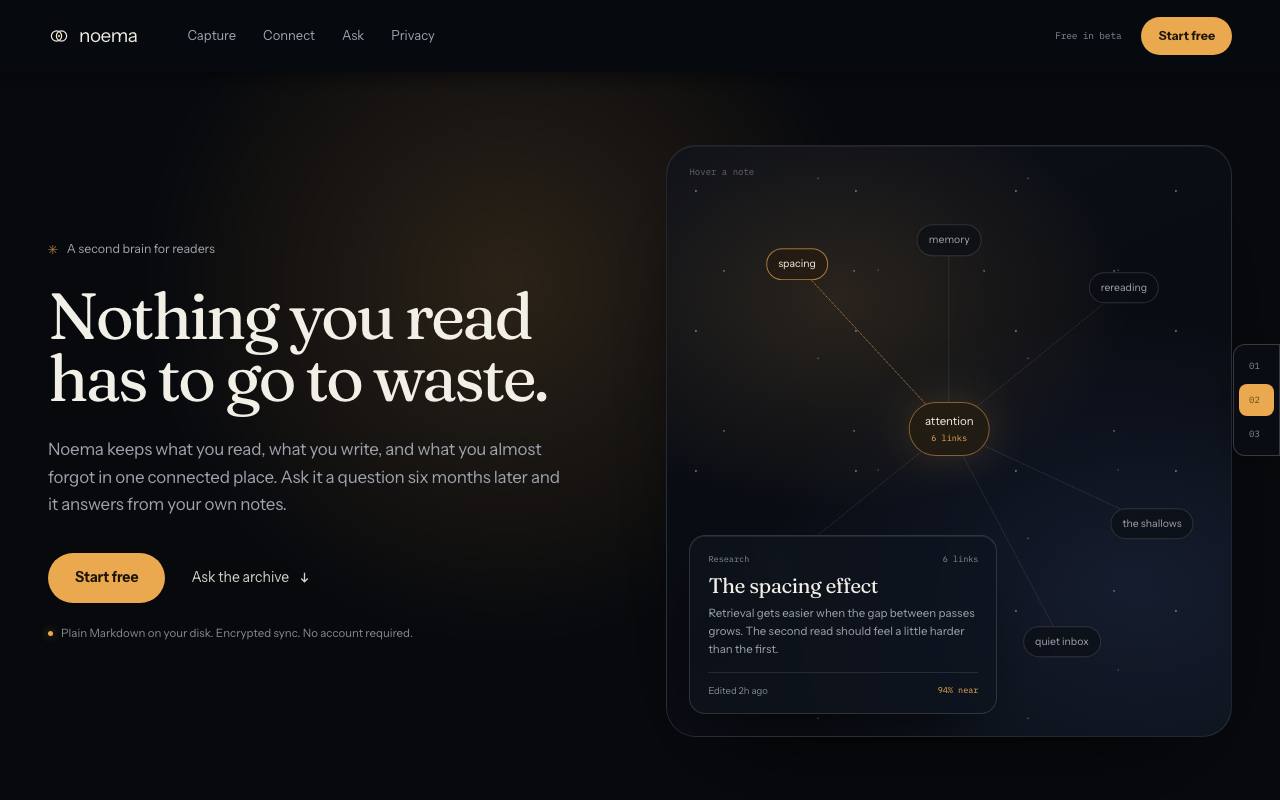 noema
Capture Connect Ask Privacy
Free in beta
Start free
A second brain for readers
Nothing you read
has to go to waste.
Noema keeps what you read, what you write, and what you almost
forgot in one connected place. Ask it a question six months later and
it answers from your own notes.
Start free
Ask the archive ↓
Plain Markdown on your disk. Encrypted sync. No account required.
Hover a note
memory
spacing
rereading
attention
6 links
the shallows
quiet inbox
Research 6 links
The spacing effect
Retrieval gets easier when the gap between passes
grows. The second read should feel a little harder
than the first.
Edited 2h ago 94% near
01
02
03